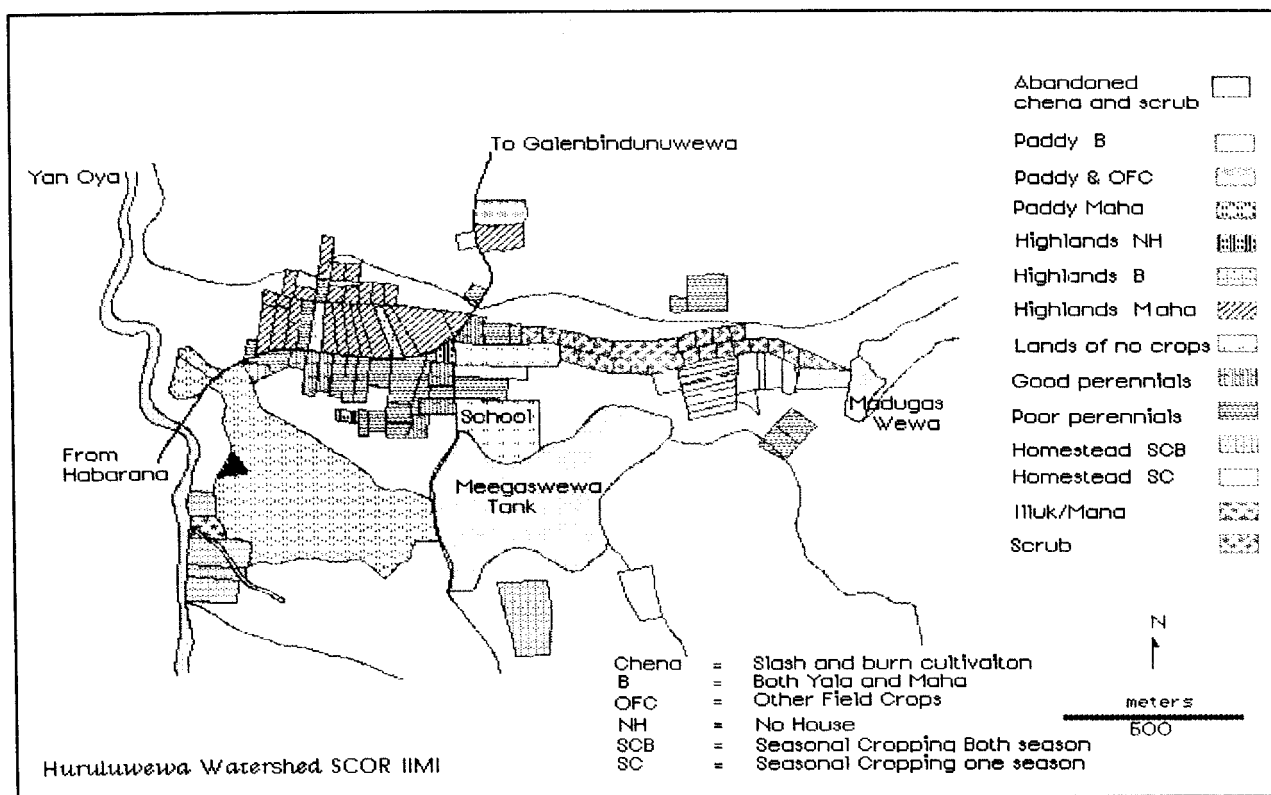 To Galenbindunuwewa
Yan Oya
School
Madugas
Wewa
From
Habarana
Meegaswewa
Tank
Abandoned
chena and scrub
Paddy B
Paddy & OFC
Paddy Maha
Highlands NH
Highlands B
Highlands Maha
Lands of no crops
Good perennials
Poor perennials
Homestead SCB
Homestead SC
Illuk/Mana
Scrub
N
meters
500
Chena = Slash and burn cultivaiton
B = Both Yala and Maha
OFC = Other Field Crops
NH = No House
SCB = Seasonal Cropping Both season
SC = Seasonal Cropping one season
Huruluwewa Watershed SCOR IIMI